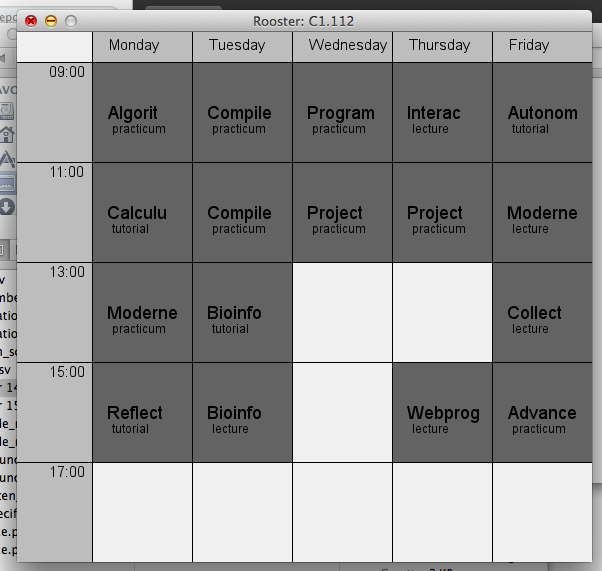 Rooster: C1.112
Monday Tuesday Wednesday Thursday Friday
09:00
Algorit Compile Program Interac Autonom
practicum practicum practicum lecture tutorial
11:00
Calculu Compile Project Project Moderne
tutorial practicum practicum practicum lecture
13:00
Moderne Bioinfo Collect
practicum tutorial lecture
15:00
Reflect Bioinfo Webprog Advance
tutorial lecture lecture practicum
17:00